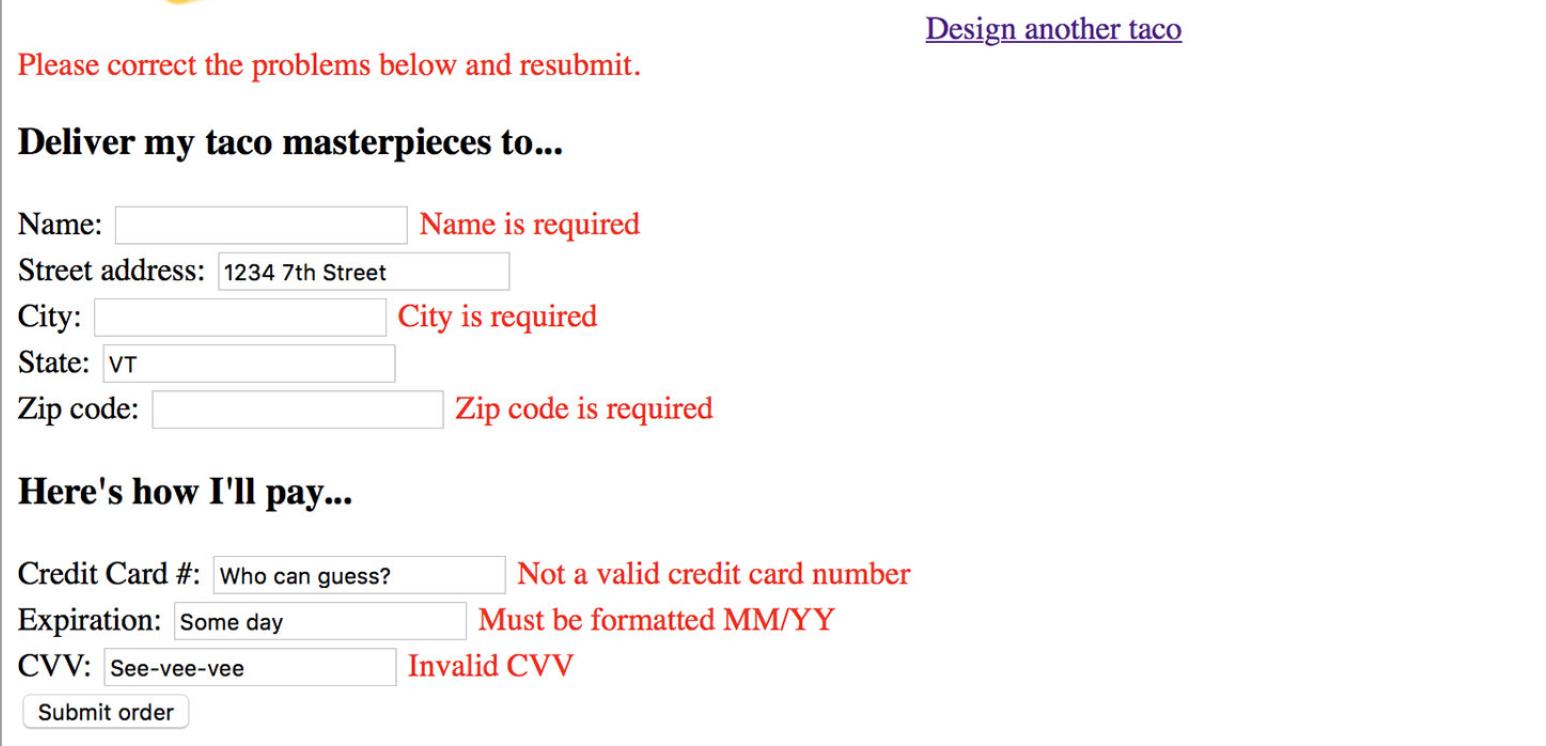 Design another taco
Please correct the problems below and resubmit.
Deliver my taco masterpieces to...
Name: Name is required
Street address: 1234 7th Street
City: City is required
State: VT
Zip code: Zip code is required
Here's how I'll pay...
Credit Card #: Who can guess? Not a valid credit card number
Expiration: Some day Must be formatted MM/YY
CVV: See-vee-vee Invalid CVV
Submit order